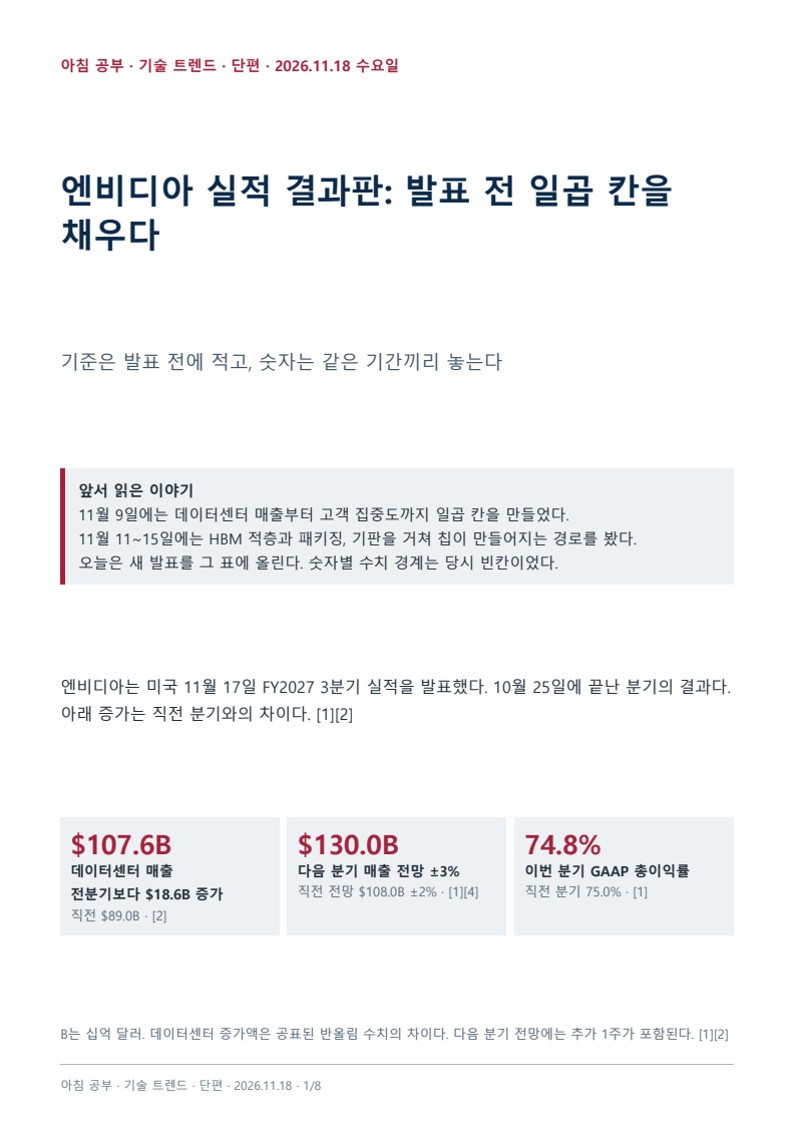 아침 공부 · 기술 트렌드 · 단편 · 2026.11.18 수요일
엔비디아 실적 결과판: 발표 전 일곱 칸을
채우다
기준은 발표 전에 적고, 숫자는 같은 기간끼리 놓는다
앞서 읽은 이야기
11월 9일에는 데이터센터 매출부터 고객 집중도까지 일곱 칸을 만들었다.
11월 11~15일에는 HBM 적층과 패키징, 기판을 거쳐 칩이 만들어지는 경로를 봤다.
오늘은 새 발표를 그 표에 올린다. 숫자별 수치 경계는 당시 빈칸이었다.
엔비디아는 미국 11월 17일 FY2027 3분기 실적을 발표했다. 10월 25일에 끝난 분기의 결과다.
아래 증가는 직전 분기와의 차이다. [1][2]
$107.6B
데이터센터 매출
전분기보다 $18.6B 증가
직전 $89.0B · [2]
$130.0B
다음 분기 매출 전망 ±3%
직전 전망 $108.0B ±2% · [1][4]
74.8%
이번 분기 GAAP 총이익률
직전 분기 75.0% · [1]
B는 십억 달러. 데이터센터 증가액은 공표된 반올림 수치의 차이다. 다음 분기 전망에는 추가 1주가 포함된다. [1][2]
아침 공부 · 기술 트렌드 · 단편 · 2026.11.18 · 1/8